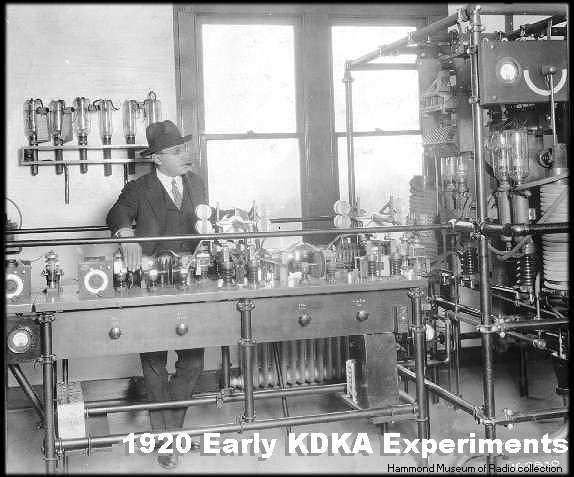 1920 Early KDKA Experiments
Hammond Museum of Radio collection